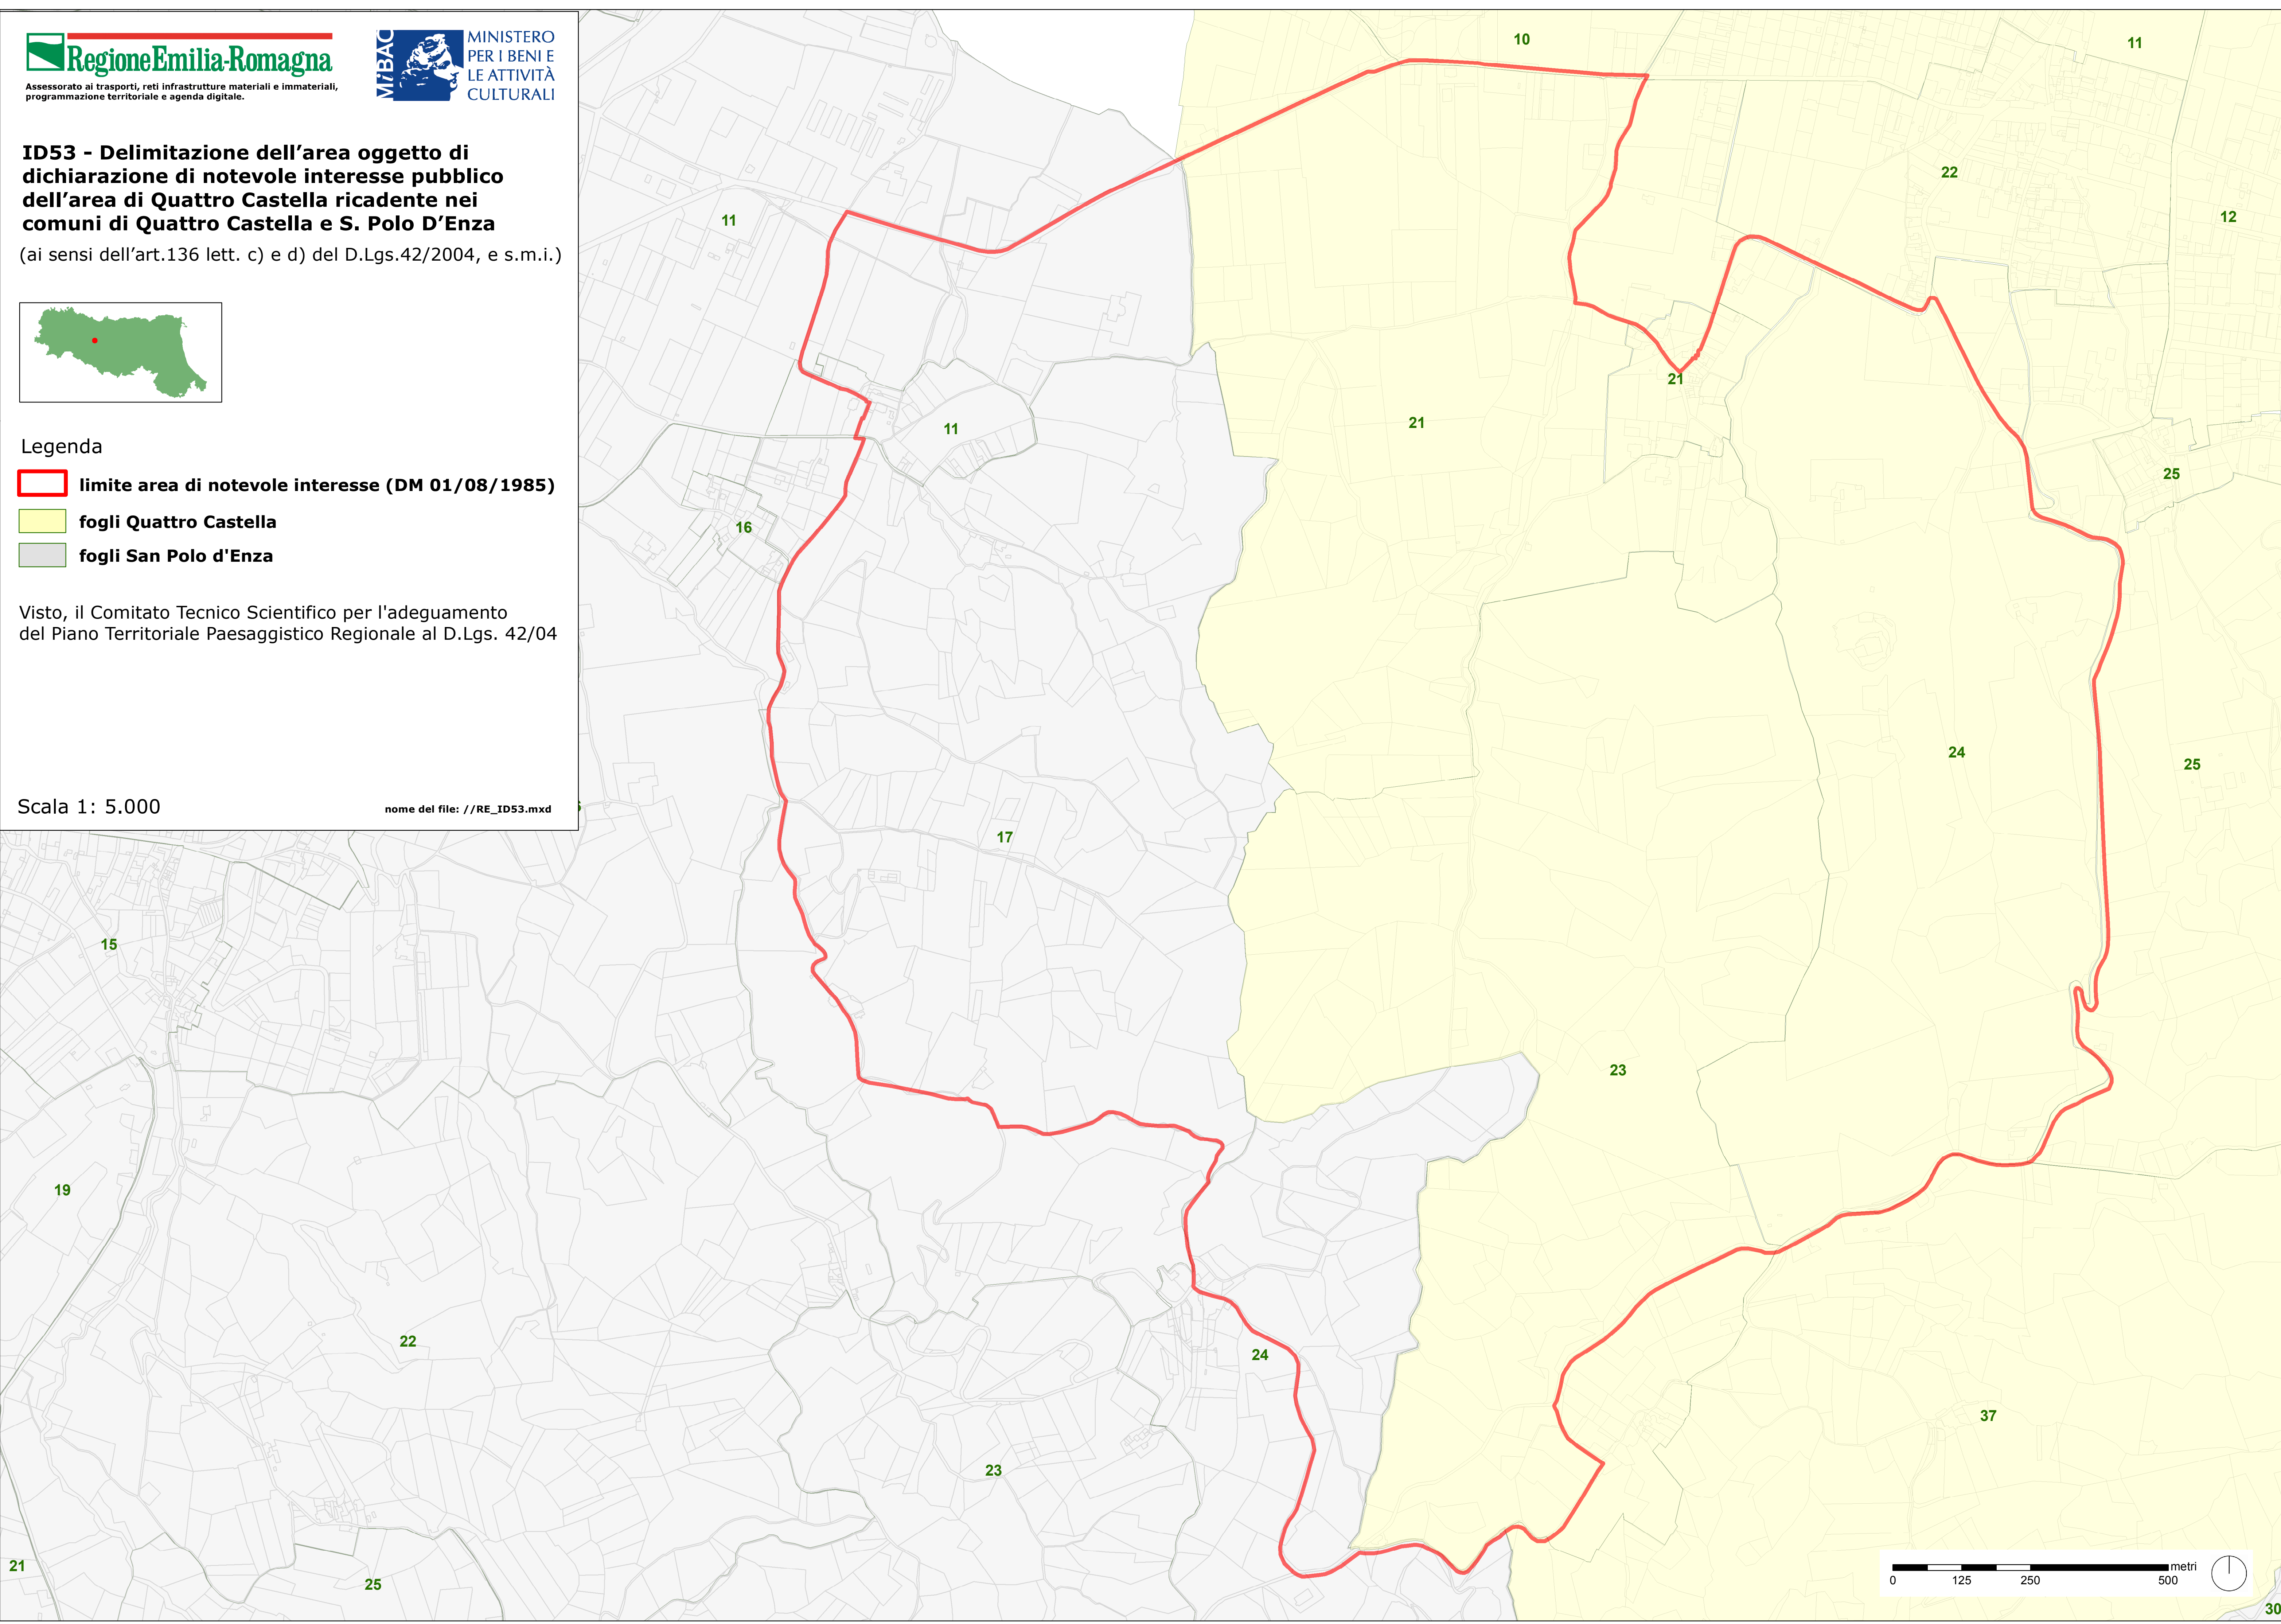 RegioneEmilia-Romagna
Assessorato ai trasporti, reti infrastrutture materiali e immateriali,
programmazione territoriale e agenda digitale.
MiBAC
MINISTERO
PER I BENI E
LE ATTIVITÀ
CULTURALI
ID53 - Delimitazione dell’area oggetto di
dichiarazione di notevole interesse pubblico
dell’area di Quattro Castella ricadente nei
comuni di Quattro Castella e S. Polo D’Enza
(ai sensi dell’art.136 lett. c) e d) del D.Lgs.42/2004, e s.m.i.)
Legenda
limite area di notevole interesse (DM 01/08/1985)
fogli Quattro Castella
fogli San Polo d'Enza
Visto, il Comitato Tecnico Scientifico per l'adeguamento
del Piano Territoriale Paesaggistico Regionale al D.Lgs. 42/04
Scala 1: 5.000
nome del file: //RE_ID53.mxd
10
11
22
11
12
21
21
11
25
16
24
25
17
15
23
19
22
24
37
23
21
25
30
metri
0 125 250 500